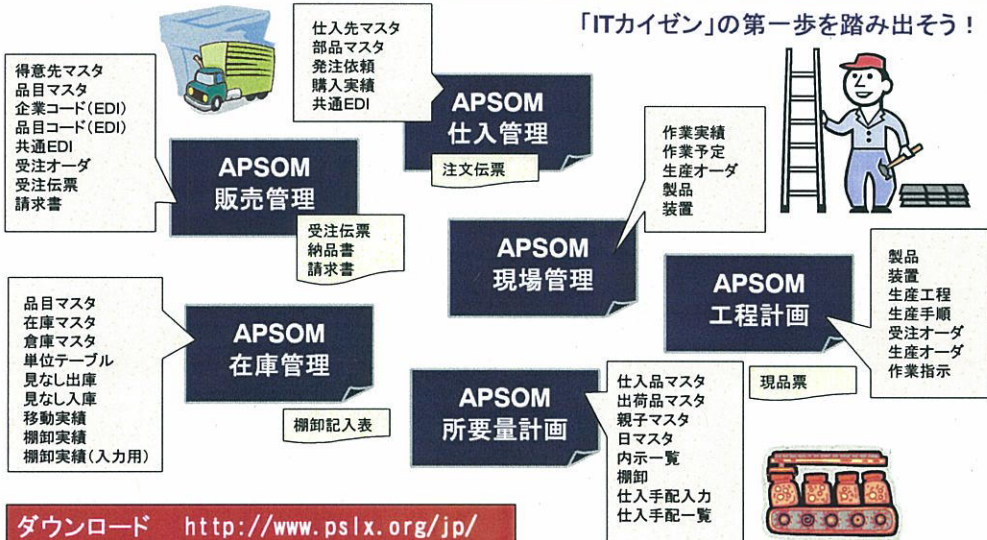 「ITカイゼン」の第一歩を踏み出そう！
得意先マスタ
品目マスタ
企業コード(EDI)
品目コード(EDI)
共通EDI
受注オーダ
受注伝票
請求書
APSOM
販売管理
受注伝票
納品書
請求書
仕入先マスタ
部品マスタ
発注依頼
購入実績
共通EDI
APSOM
仕入管理
注文伝票
作業実績
作業予定
生産オーダ
製品
装置
APSOM
現場管理
製品
装置
生産工程
生産手順
受注オーダ
生産オーダ
作業指示
APSOM
工程計画
現品票
品目マスタ
在庫マスタ
倉庫マスタ
単位テーブル
見なし出庫
見なし入庫
移動実績
棚卸実績
棚卸実績(入力用)
APSOM
在庫管理
棚卸記入表
APSOM
所要量計画
仕入品マスタ
出荷品マスタ
親子マスタ
日マスタ
内示一覧
棚卸
仕入手配入力
仕入手配一覧
ダウンロード http://www.pslx.org/jp/